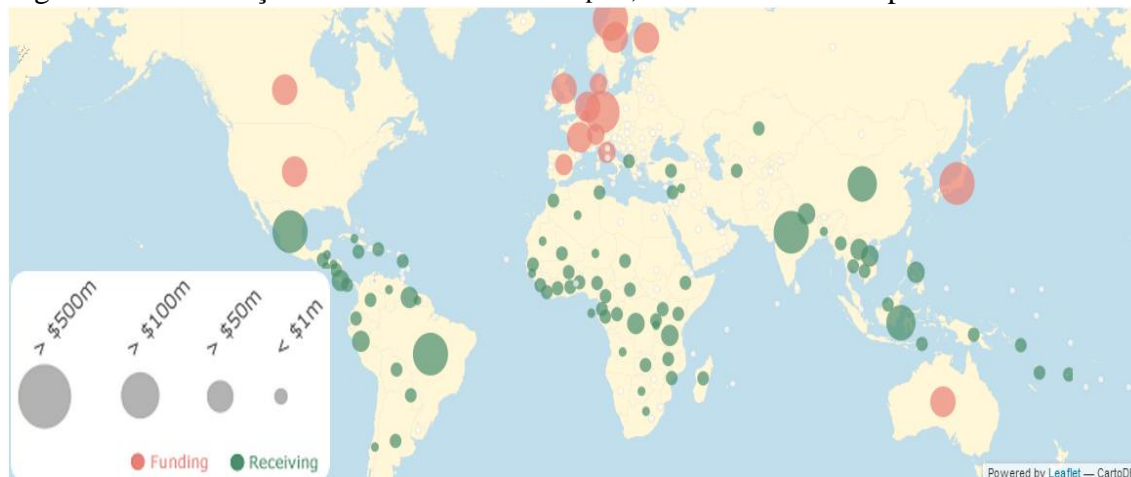 > $500m
> $100m
> $50m
< $1m
Funding
Receiving
Powered by Leaflet — CartoD